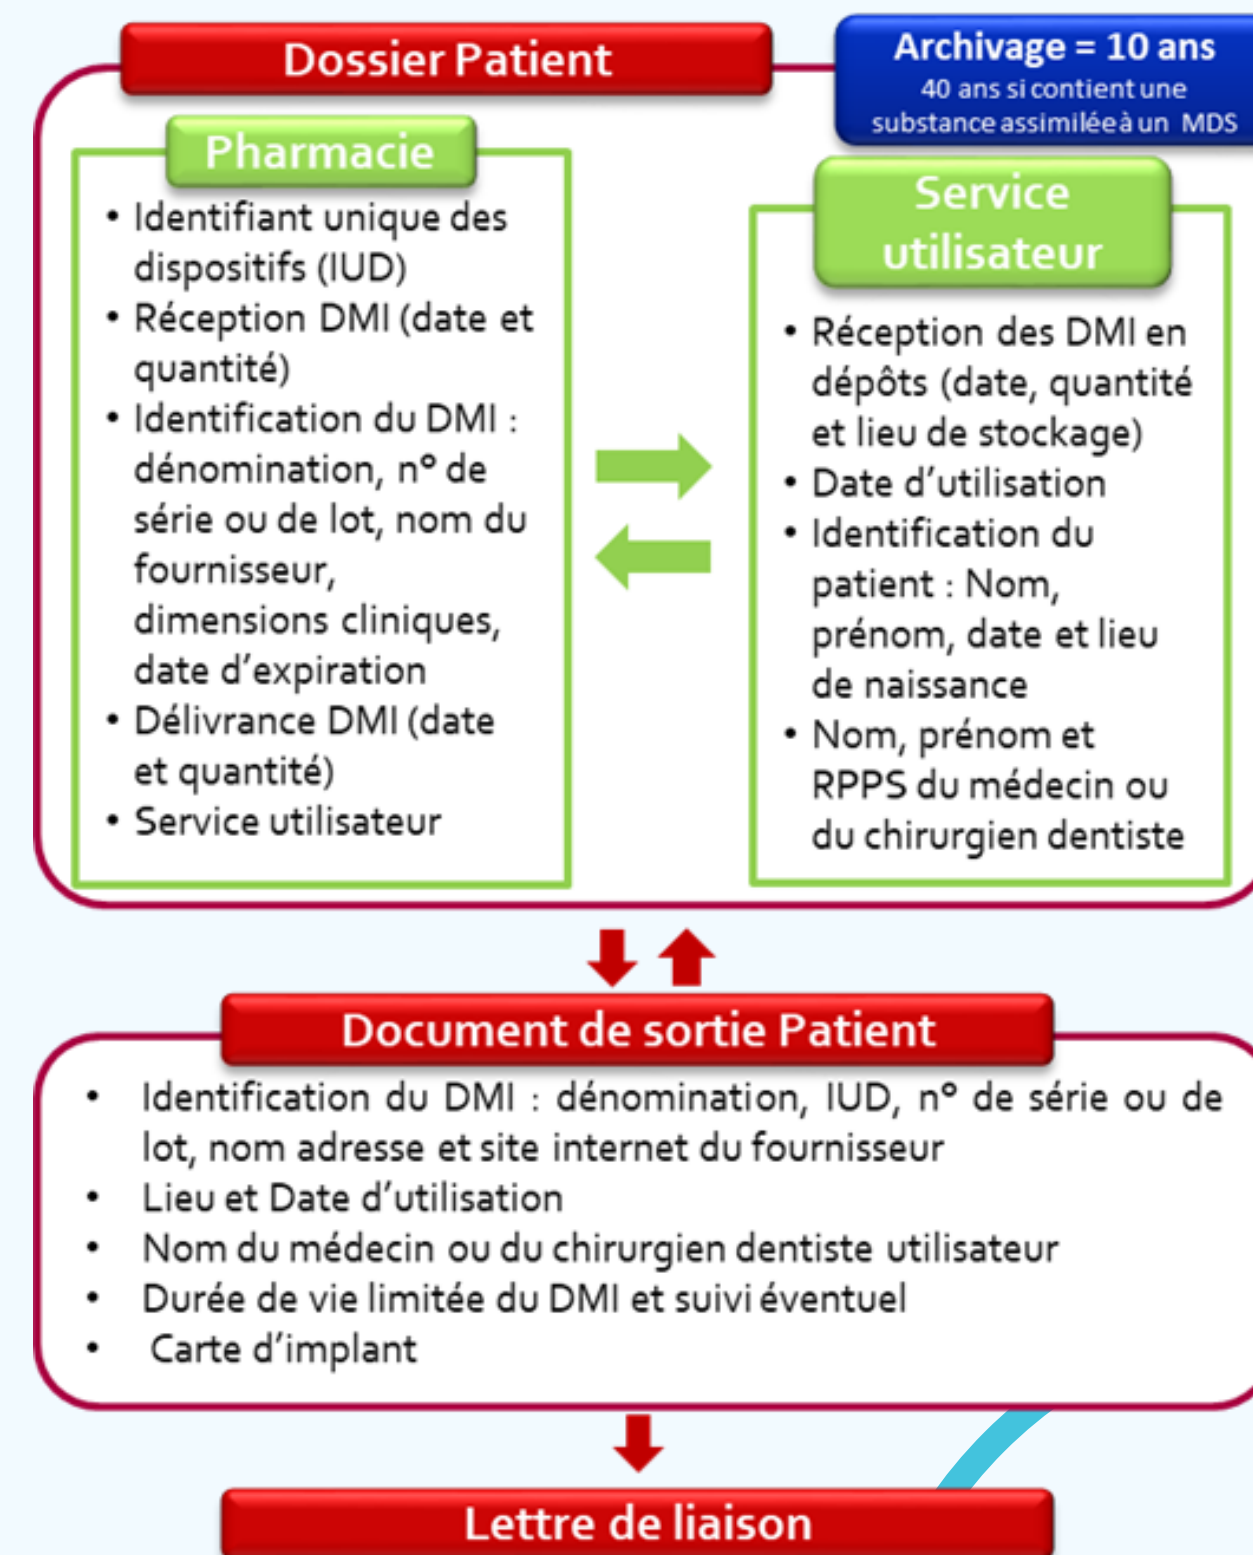 Dossier Patient
Archivage = 10 ans
40 ans si contient une
substance assimilée à un MDS
Pharmacie
• Identifiant unique des
dispositifs (IUD)
• Réception DMI (date et
quantité)
• Identification du DMI :
dénomination, n° de
série ou de lot, nom du
fournisseur,
dimensions cliniques,
date d'expiration
• Délivrance DMI (date
et quantité)
• Service utilisateur
Service
utilisateur
• Réception des DMI en
dépôts (date, quantité
et lieu de stockage)
• Date d'utilisation
• Identification du
patient : Nom,
prénom, date et lieu
de naissance
• Nom, prénom et
RPPS du médecin ou
du chirurgien dentiste
Document de sortie Patient
• Identification du DMI : dénomination, IUD, n° de série ou de
lot, nom adresse et site internet du fournisseur
• Lieu et Date d'utilisation
• Nom du médecin ou du chirurgien dentiste utilisateur
• Durée de vie limitée du DMI et suivi éventuel
• Carte d'implant
Lettre de liaison